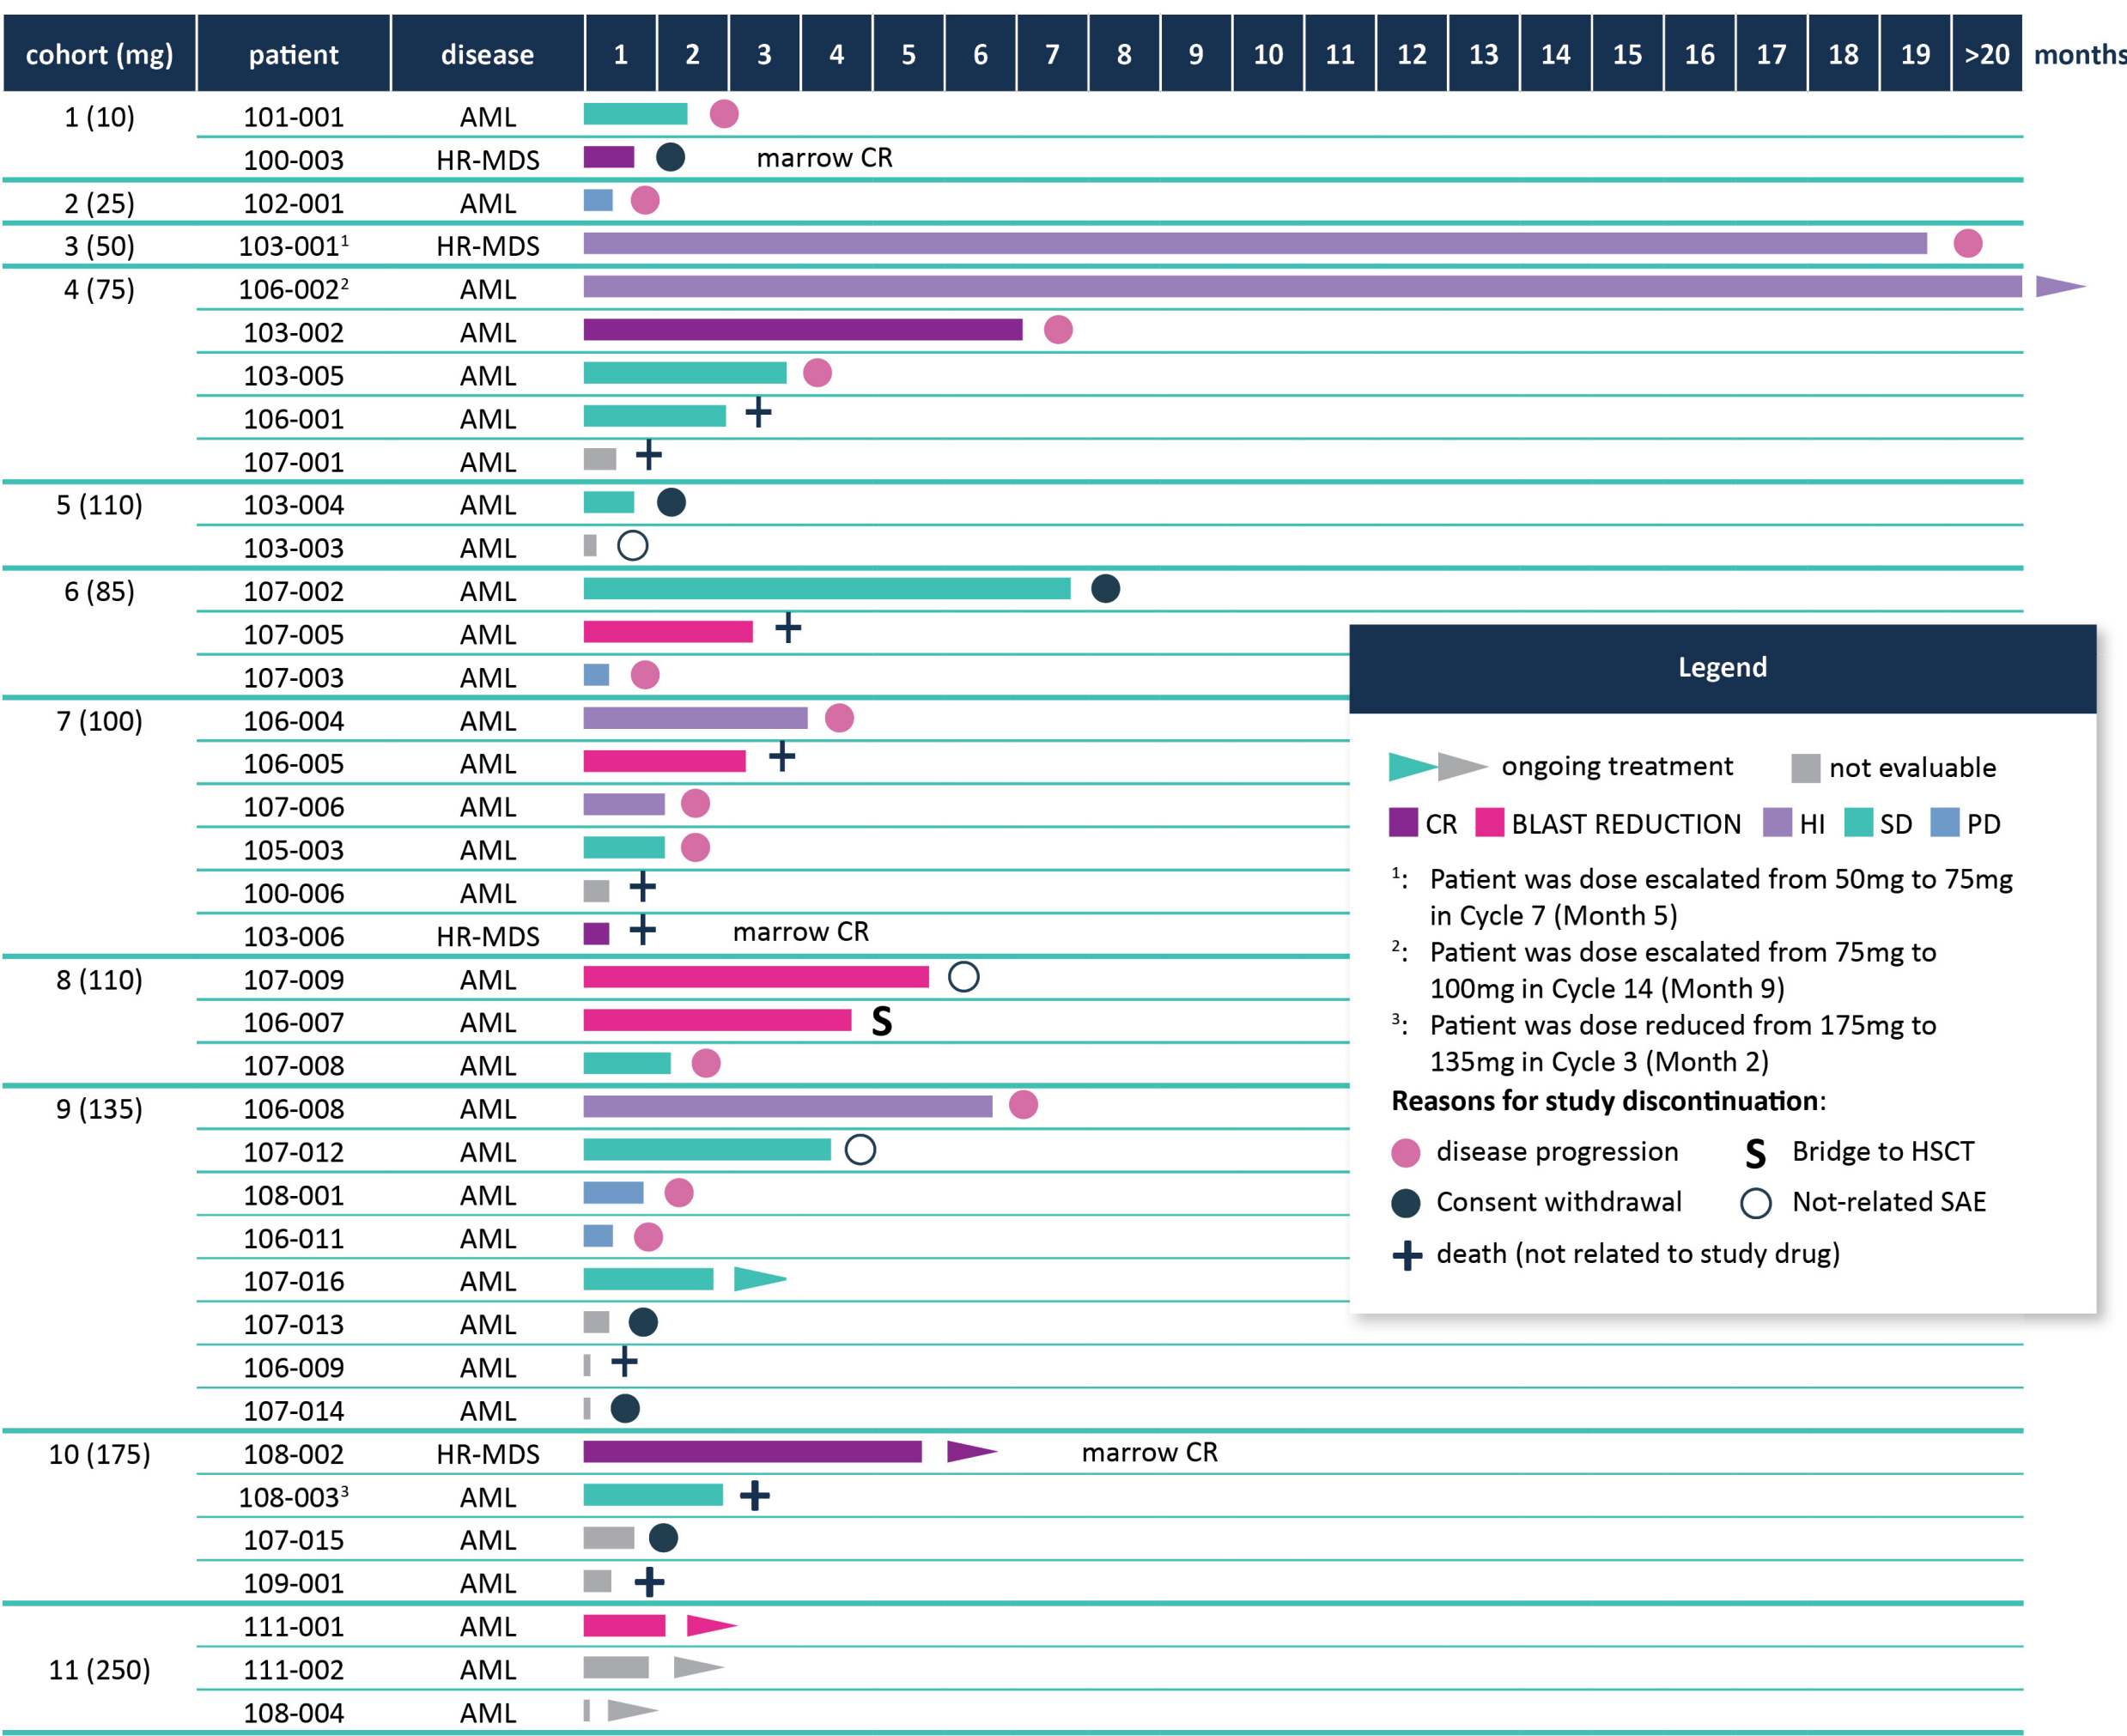 cohort (mg) patient disease 1 2 3 4 5 6 7 8 9 10 11 12 13 14 15 16 17 18 19 >20 months
1 (10) 101-001 AML
100-003 HR-MDS marrow CR
2 (25) 102-001 AML
3 (50) 103-001¹ HR-MDS
4 (75) 106-002² AML
103-002 AML
103-005 AML
106-001 AML
107-001 AML
5 (110) 103-004 AML
103-003 AML
6 (85) 107-002 AML
107-005 AML
107-003 AML
7 (100) 106-004 AML
106-005 AML
107-006 AML
105-003 AML
100-006 AML
103-006 HR-MDS marrow CR
8 (110) 107-009 AML
106-007 AML S
107-008 AML
9 (135) 106-008 AML
107-012 AML
108-001 AML
106-011 AML
107-016 AML
107-013 AML
106-009 AML
107-014 AML
10 (175) 108-002 HR-MDS marrow CR
108-003³ AML
107-015 AML
109-001 AML
111-001 AML
11 (250) 111-002 AML
108-004 AML
Legend
ongoing treatment not evaluable
CR BLAST REDUCTION HI SD PD
¹: Patient was dose escalated from 50mg to 75mg
in Cycle 7 (Month 5)
²: Patient was dose escalated from 75mg to
100mg in Cycle 14 (Month 9)
³: Patient was dose reduced from 175mg to
135mg in Cycle 3 (Month 2)
Reasons for study discontinuation:
disease progression S Bridge to HSCT
Consent withdrawal Not-related SAE
death (not related to study drug)